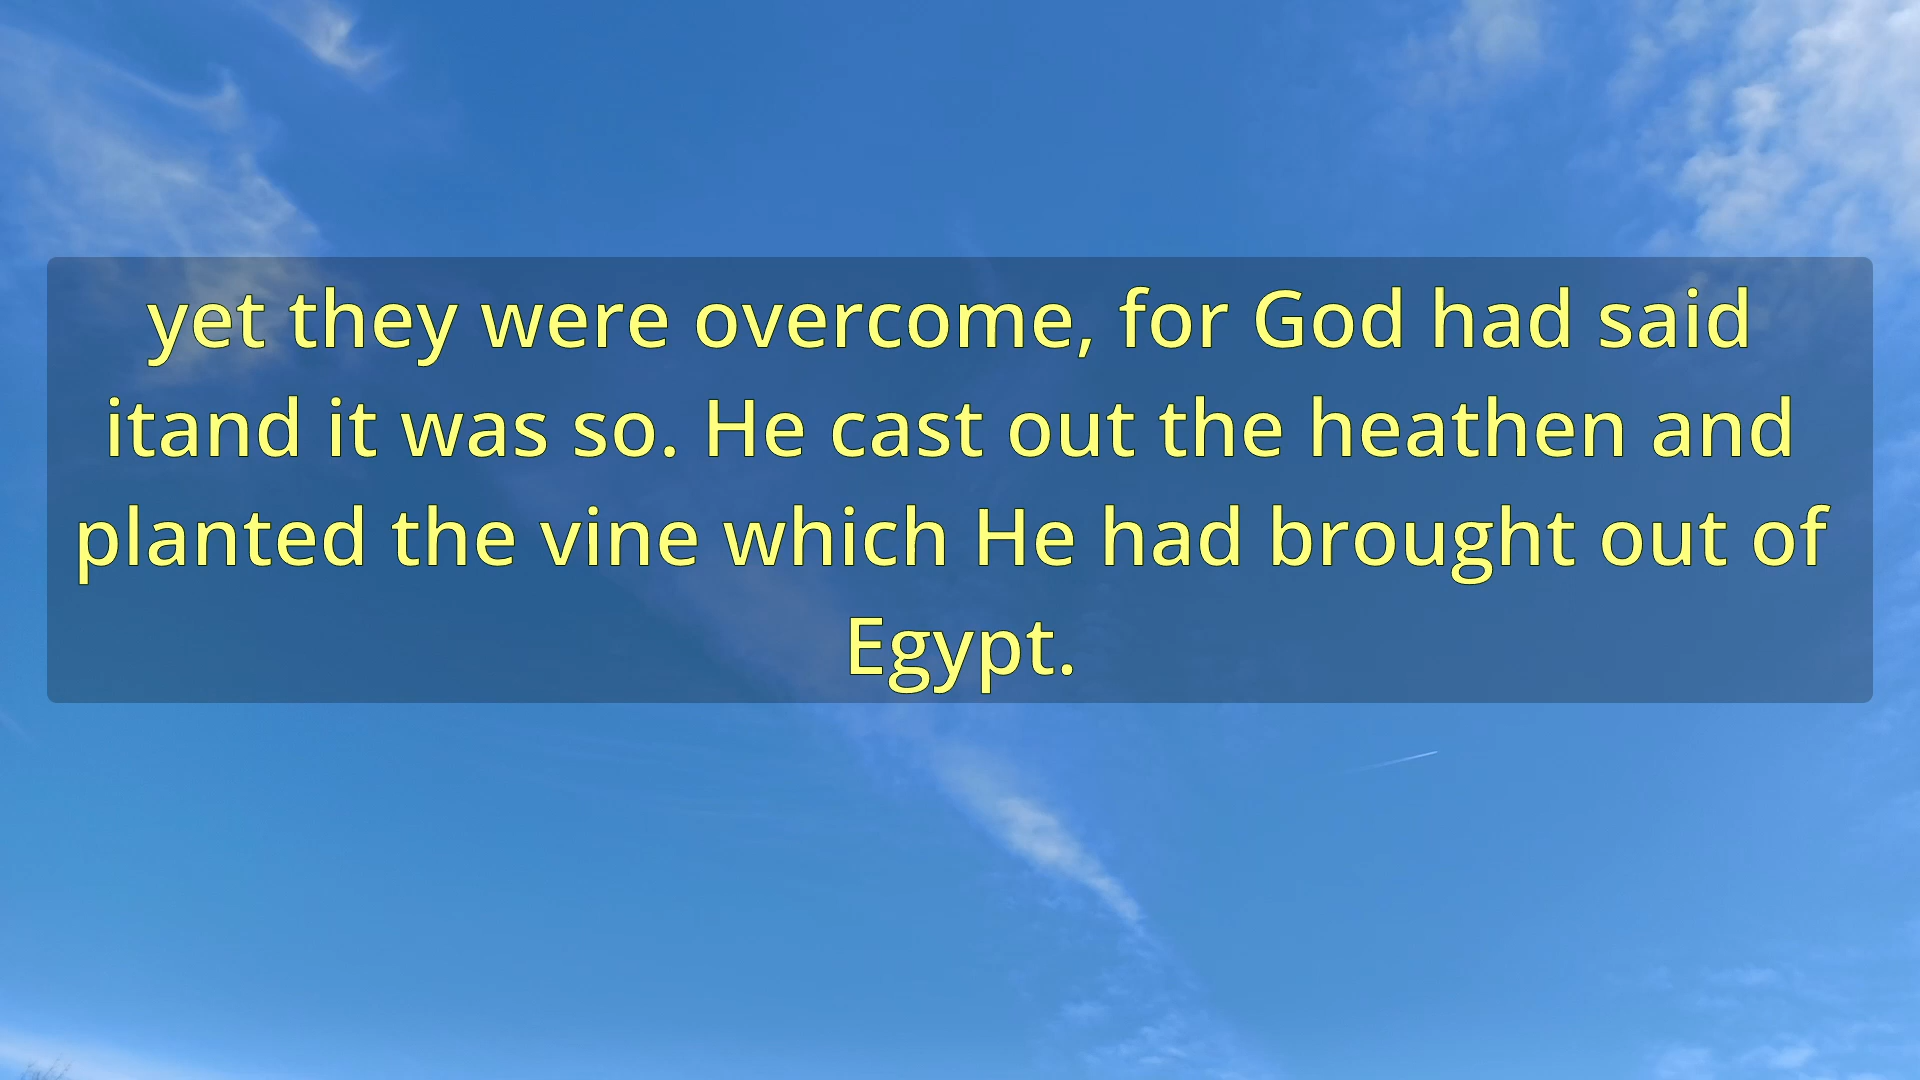 yet they were overcome, for God had said
itand it was so. He cast out the heathen and
planted the vine which He had brought out of
Egypt.